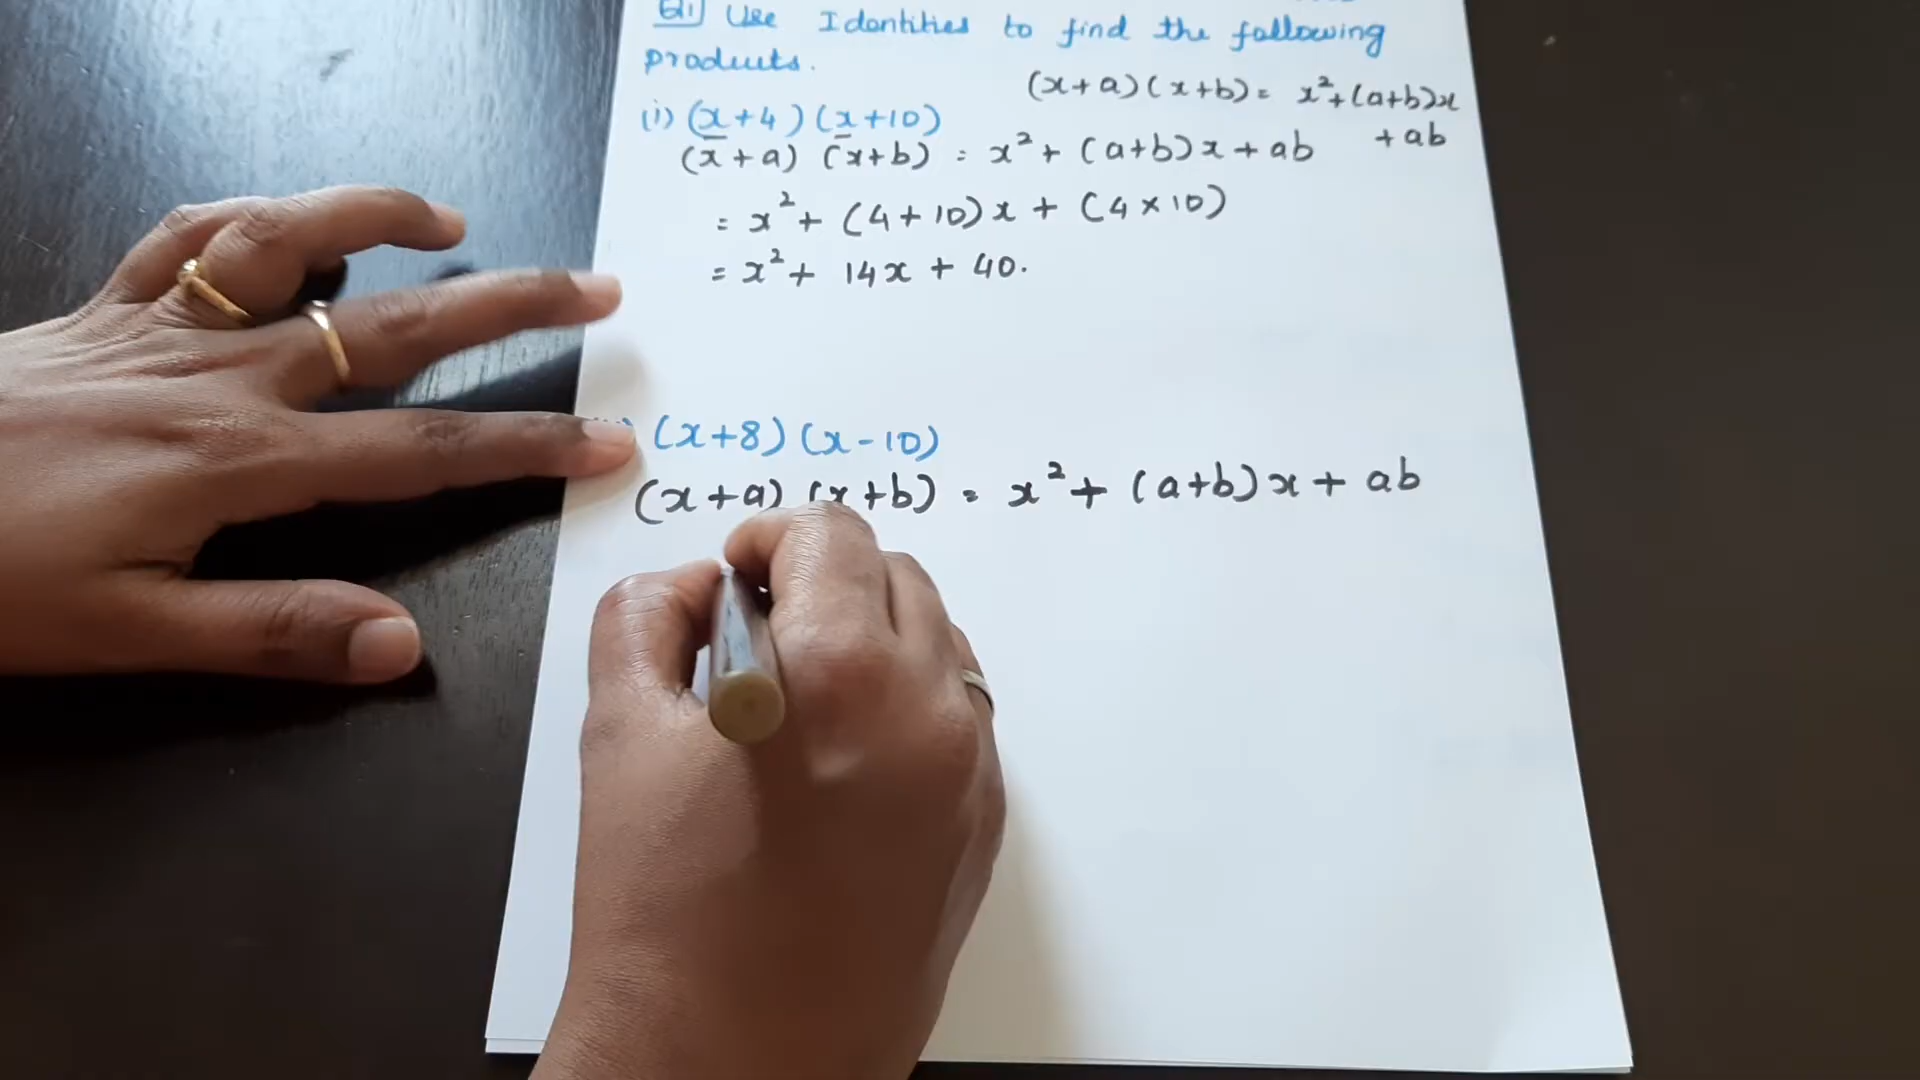 Q1) Use Identities to find the following
products.
(x+a)(x+b) = x²+(a+b)x
+ ab
(i) (x+4)(x+10)
(x+a) (x+b) = x²+ (a+b)x + ab
= x²+ (4+10)x + (4×10)
= x²+ 14x + 40.
(x+8)(x-10)
(x+a) (x+b) = x²+ (a+b)x + ab